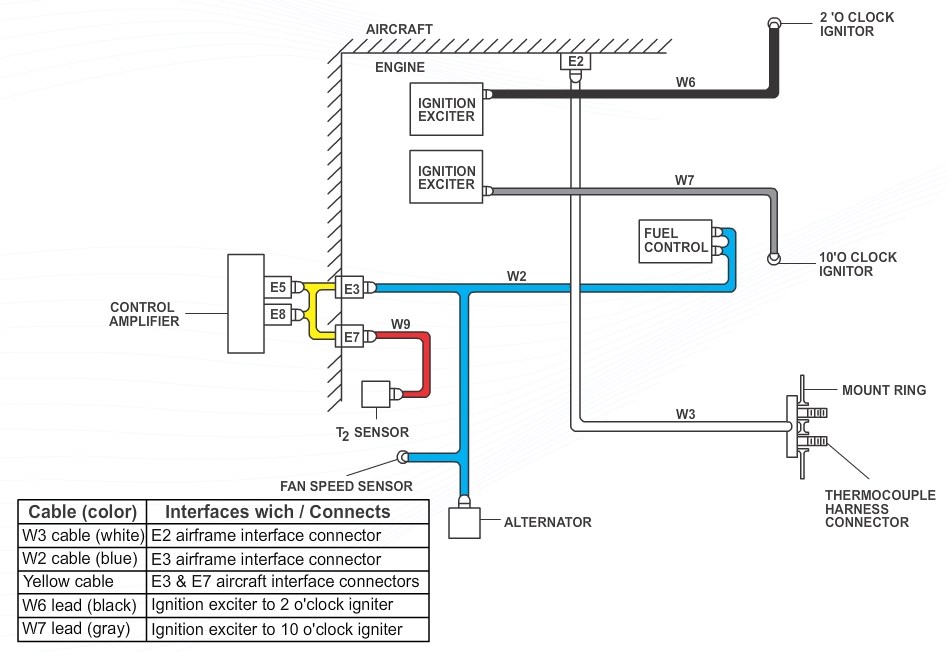 AIRCRAFT
2 'O CLOCK
IGNITOR
ENGINE
E2
W6
IGNITION
EXCITER
IGNITION
EXCITER
W7
FUEL
CONTROL
10'O CLOCK
IGNITOR
CONTROL
AMPLIFIER
E5
E8
E3
W2
E7
W9
T2 SENSOR
MOUNT RING
W3
FAN SPEED SENSOR
THERMOCOUPLE
HARNESS
CONNECTOR
ALTERNATOR
Cable (color) Interfaces wich / Connects
W3 cable (white) E2 airframe interface connector
W2 cable (blue) E3 airframe interface connector
Yellow cable E3 & E7 aircraft interface connectors
W6 lead (black) Ignition exciter to 2 o'clock igniter
W7 lead (gray) Ignition exciter to 10 o'clock igniter